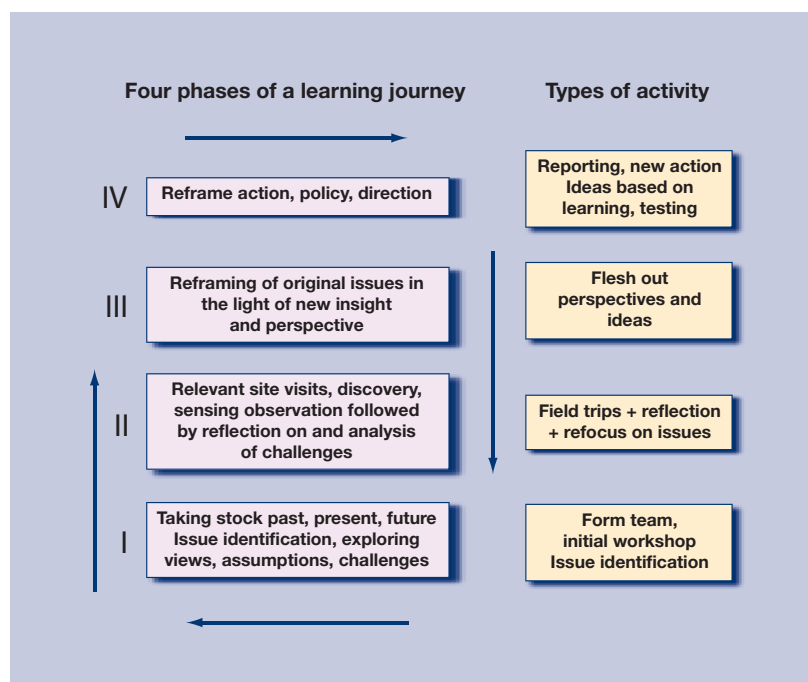 Four phases of a learning journey
Types of activity
IV
Reframe action, policy, direction
Reporting, new action
Ideas based on
learning, testing
III
Reframing of original issues in
the light of new insight
and perspective
Flesh out
perspectives and
ideas
II
Relevant site visits, discovery,
sensing observation followed
by reflection on and analysis
of challenges
Field trips + reflection
+ refocus on issues
I
Taking stock past, present, future
Issue identification, exploring
views, assumptions, challenges
Form team,
initial workshop
Issue identification